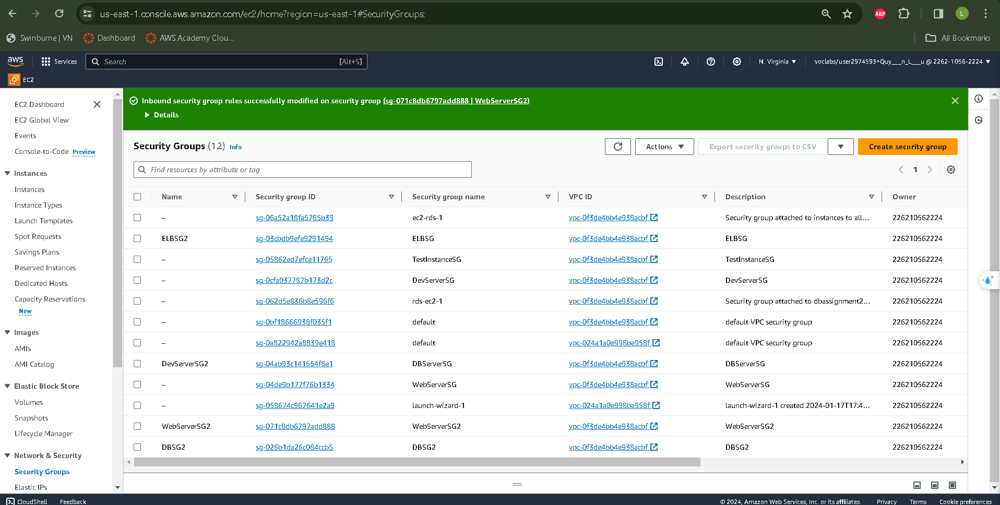 us-east-1.console.aws.amazon.com/ec2/home?region=us-east-1#SecurityGroups:
ABP
L
Swinburne | VN
Dashboard
AWS Academy Clou...
All Bookmarks
aws
Services
Search
[Alt+S]
N. Virginia
voclabs/user2974593=Quy___n_L___u @ 2262-1056-2224
EC2
EC2 Dashboard
EC2 Global View
Events
Console-to-Code Preview
Instances
Instances
Instance Types
Launch Templates
Spot Requests
Savings Plans
Reserved Instances
Dedicated Hosts
Capacity Reservations
New
Images
AMIs
AMI Catalog
Elastic Block Store
Volumes
Snapshots
Lifecycle Manager
Network & Security
Security Groups
Elastic IPs
Inbound security group rules successfully modified on security group (sg-071c8db6797add888 | WebServerSG2)
Details
Security Groups (12) Info
Actions
Export security groups to CSV
Create security group
Find resources by attribute or tag
1
Name Security group ID Security group name VPC ID Description Owner
– sg-06a52a18fa5785b39 ec2-rds-1 vpc-0f3de4bb4e938acbf Security group attached to instances to all... 226210562224
ELBSG2 sg-03cbdb9efe9291494 ELBSG vpc-0f3de4bb4e938acbf ELBSG 226210562224
– sg-05862ed7efce11765 TestInstanceSG vpc-0f3de4bb4e938acbf TestInstanceSG 226210562224
– sg-0cfa037787b173d2c DevServerSG vpc-0f3de4bb4e938acbf DevServerSG 226210562224
– sg-062d5e836b8e596f6 rds-ec2-1 vpc-0f3de4bb4e938acbf Security group attached to dbassignment2... 226210562224
– sg-0bf18666938f035f1 default vpc-0f3de4bb4e938acbf default VPC security group 226210562224
– sg-0a822942a8839e418 default vpc-024a1a0e998ba958f default VPC security group 226210562224
DevServerSG2 sg-04ab93c141554f8e1 DBServerSG vpc-0f3de4bb4e938acbf DBServerSG 226210562224
– sg-04de9b177f76b1334 WebServerSG vpc-0f3de4bb4e938acbf WebServerSG 226210562224
– sg-058674c967641e2a9 launch-wizard-1 vpc-024a1a0e998ba958f launch-wizard-1 created 2024-01-17T17:4... 226210562224
WebServerSG2 sg-071c8db6797add888 WebServerSG2 vpc-0f3de4bb4e938acbf WebServerSG2 226210562224
DBSG2 sg-026b1da26c084ccb5 DBSG2 vpc-0f3de4bb4e938acbf DBSG2 226210562224
CloudShell
Feedback
© 2024, Amazon Web Services, Inc. or its affiliates.
Privacy
Terms
Cookie preferences